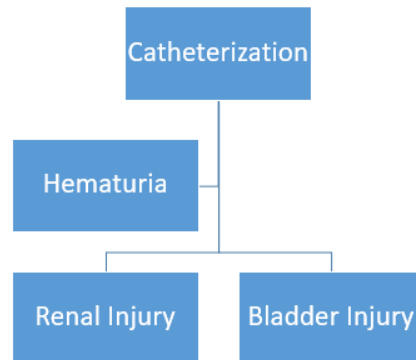 Catheterization
Hematuria
Renal Injury
Bladder Injury